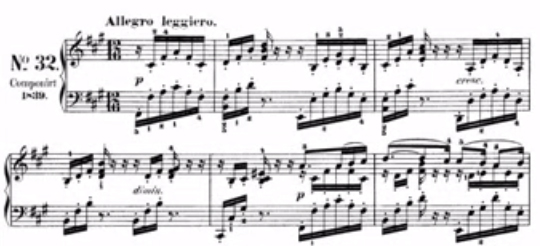 Allegro leggiero.
Nº 32.
Componirt
1839.
p
cresc.
dimin.
p